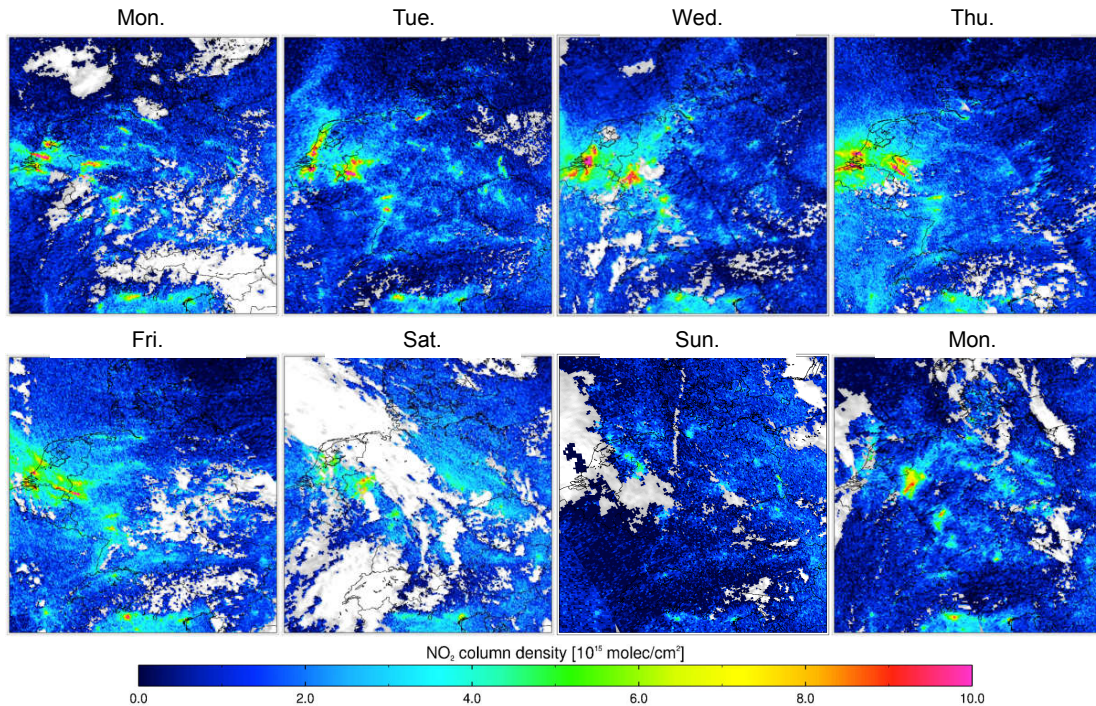 Mon. Tue. Wed. Thu.
Fri. Sat. Sun. Mon.
NO₂ column density [10¹⁵ molec/cm²]
0.0 2.0 4.0 6.0 8.0 10.0